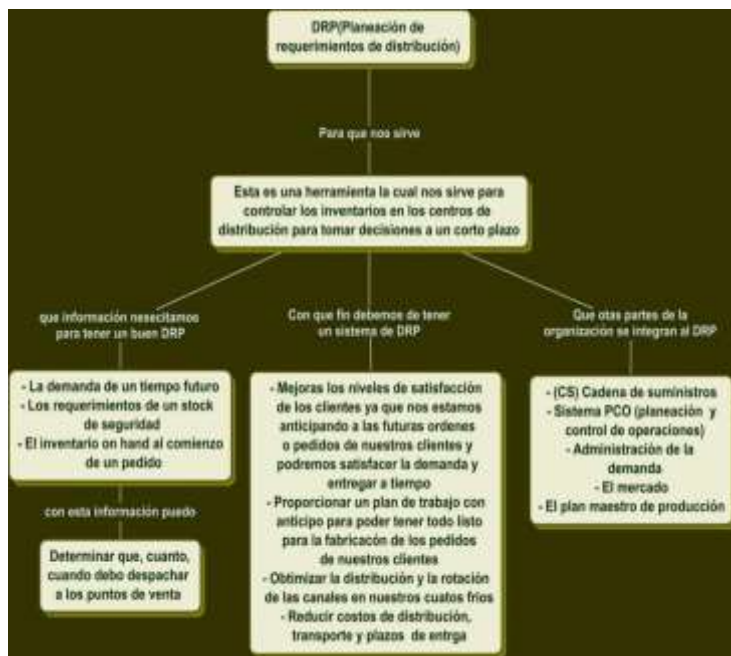 DRP(Planeación de
requerimientos de distribución)
Para que nos sirve
Esta es una herramienta la cual nos sirve para
controlar los inventarios en los centros de
distribución para tomar decisiones a un corto plazo
que información nesecitamos
para tener un buen DRP
- La demanda de un tiempo futuro
- Los requerimientos de un stock
de seguridad
- El inventario on hand al comienzo
de un pedido
con esta información puedo
Determinar que, cuanto,
cuando debo despachar
a los puntos de venta
Con que fin debemos de tener
un sistema de DRP
- Mejoras los niveles de satisfacción
de los clientes ya que nos estamos
anticipando a las futuras ordenes
o pedidos de nuestros clientes y
podremos satisfacer la demanda y
entregar a tiempo
- Proporcionar un plan de trabajo con
anticipo para poder tener todo listo
para la fabricacón de los pedidos
de nuestros clientes
- Obtimizar la distribución y la rotación
de las canales en nuestros cuatos frios
- Reducir costos de distribución,
transporte y plazos de entrga
Que otas partes de la
organización se integran al DRP
- (CS) Cadena de suministros
- Sistema PCO (planeación y
control de operaciones)
- Administración de la
demanda
- El mercado
- El plan maestro de producción